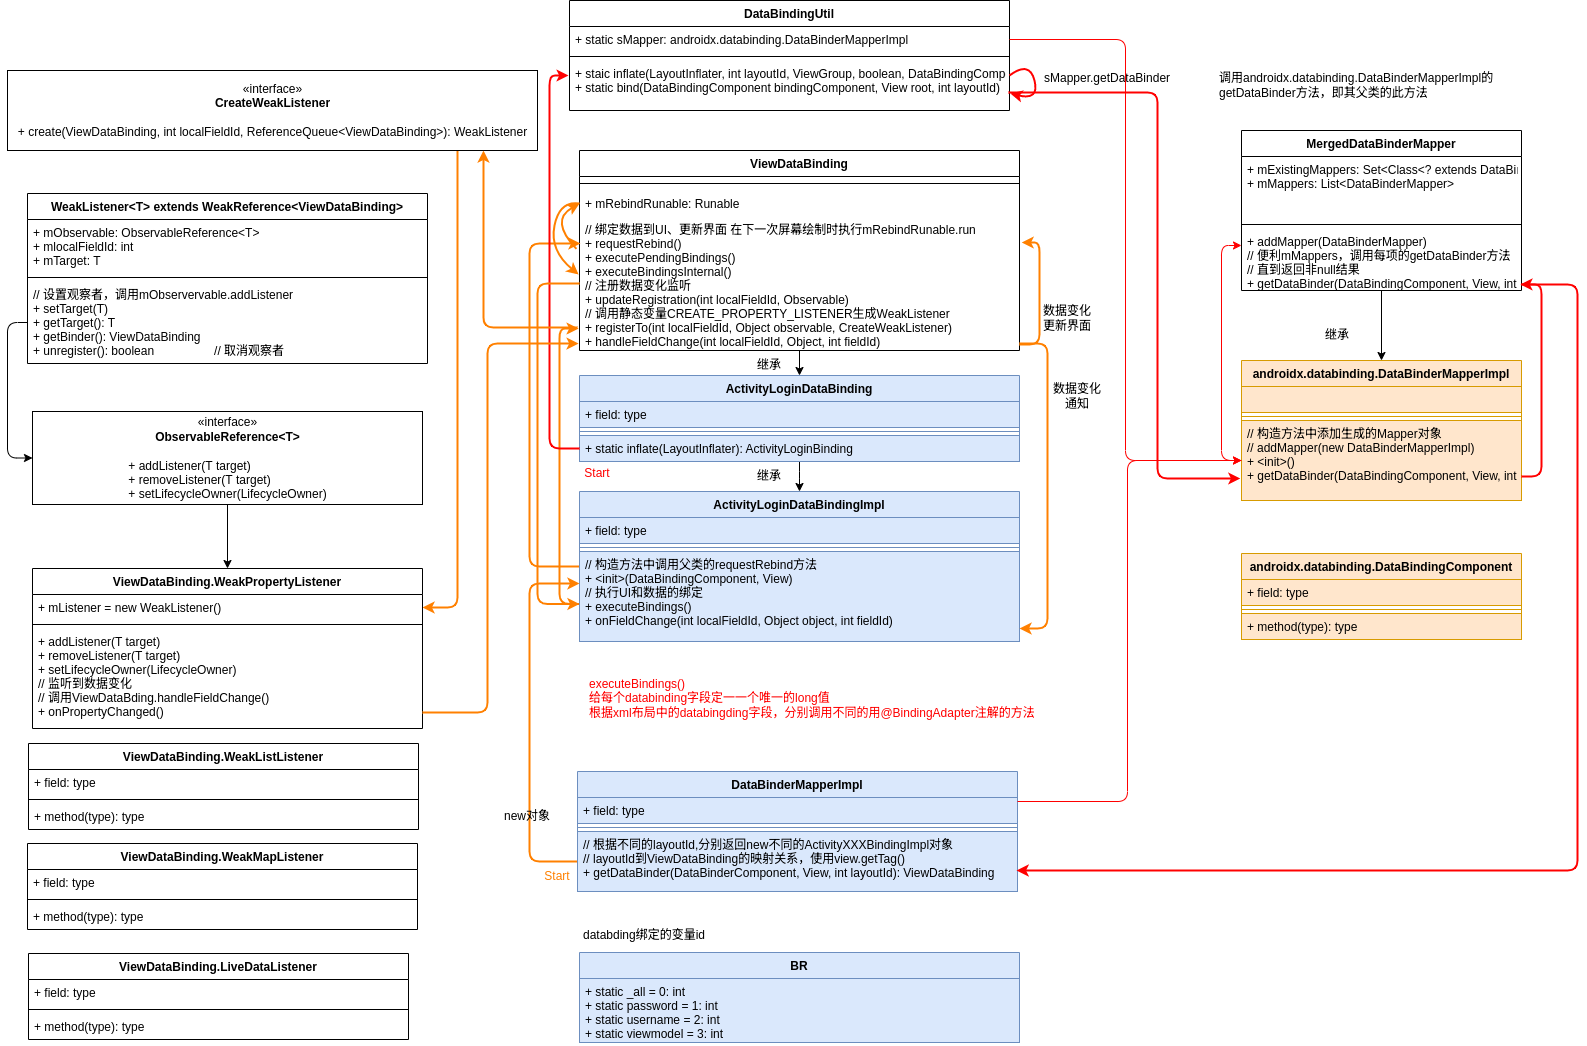 DataBindingUtil
+ static sMapper: androidx.databinding.DataBinderMapperImpl
+ staic inflate(LayoutInflater, int layoutId, ViewGroup, boolean, DataBindingComp
+ static bind(DataBindingComponent bindingComponent, View root, int layoutId)
sMapper.getDataBinder
调用androidx.databinding.DataBinderMapperImpl的
getDataBinder方法，即其父类的此方法
«interface»
CreateWeakListener
+ create(ViewDataBinding, int localFieldId, ReferenceQueue<ViewDataBinding>): WeakListener
WeakListener<T> extends WeakReference<ViewDataBinding>
+ mObservable: ObservableReference<T>
+ mlocalFieldId: int
+ mTarget: T
// 设置观察者，调用mObservervable.addListener
+ setTarget(T)
+ getTarget(): T
+ getBinder(): ViewDataBinding
+ unregister(): boolean // 取消观察者
«interface»
ObservableReference<T>
+ addListener(T target)
+ removeListener(T target)
+ setLifecycleOwner(LifecycleOwner)
ViewDataBinding.WeakPropertyListener
+ mListener = new WeakListener()
+ addListener(T target)
+ removeListener(T target)
+ setLifecycleOwner(LifecycleOwner)
// 监听到数据变化
// 调用ViewDataBding.handleFieldChange()
+ onPropertyChanged()
ViewDataBinding.WeakListListener
+ field: type
+ method(type): type
ViewDataBinding.WeakMapListener
+ field: type
+ method(type): type
ViewDataBinding.LiveDataListener
+ field: type
+ method(type): type
ViewDataBinding
+ mRebindRunable: Runable
// 绑定数据到UI、更新界面 在下一次屏幕绘制时执行mRebindRunable.run
+ requestRebind()
+ executePendingBindings()
+ executeBindingsInternal()
// 注册数据变化监听
+ updateRegistration(int localFieldId, Observable)
// 调用静态变量CREATE_PROPERTY_LISTENER生成WeakListener
+ registerTo(int localFieldId, Object observable, CreateWeakListener)
+ handleFieldChange(int localFieldId, Object, int fieldId)
继承
数据变化
更新界面
数据变化
通知
ActivityLoginDataBinding
+ field: type
+ static inflate(LayoutInflater): ActivityLoginBinding
Start
继承
ActivityLoginDataBindingImpl
+ field: type
// 构造方法中调用父类的requestRebind方法
+ <init>(DataBindingComponent, View)
// 执行UI和数据的绑定
+ executeBindings()
+ onFieldChange(int localFieldId, Object object, int fieldId)
executeBindings()
给每个databinding字段定一一个唯一的long值
根据xml布局中的databingding字段，分别调用不同的用@BindingAdapter注解的方法
new对象
Start
DataBinderMapperImpl
+ field: type
// 根据不同的layoutId,分别返回new不同的ActivityXXXBindingImpl对象
// layoutId到ViewDataBinding的映射关系，使用view.getTag()
+ getDataBinder(DataBinderComponent, View, int layoutId): ViewDataBinding
databding绑定的变量id
BR
+ static _all = 0: int
+ static password = 1: int
+ static username = 2: int
+ static viewmodel = 3: int
MergedDataBinderMapper
+ mExistingMappers: Set<Class<? extends DataBi
+ mMappers: List<DataBinderMapper>
+ addMapper(DataBinderMapper)
// 便利mMappers，调用每项的getDataBinder方法
// 直到返回非null结果
+ getDataBinder(DataBindingComponent, View, int
继承
androidx.databinding.DataBinderMapperImpl
// 构造方法中添加生成的Mapper对象
// addMapper(new DataBinderMapperImpl)
+ <init>()
+ getDataBinder(DataBindingComponent, View, int
androidx.databinding.DataBindingComponent
+ field: type
+ method(type): type